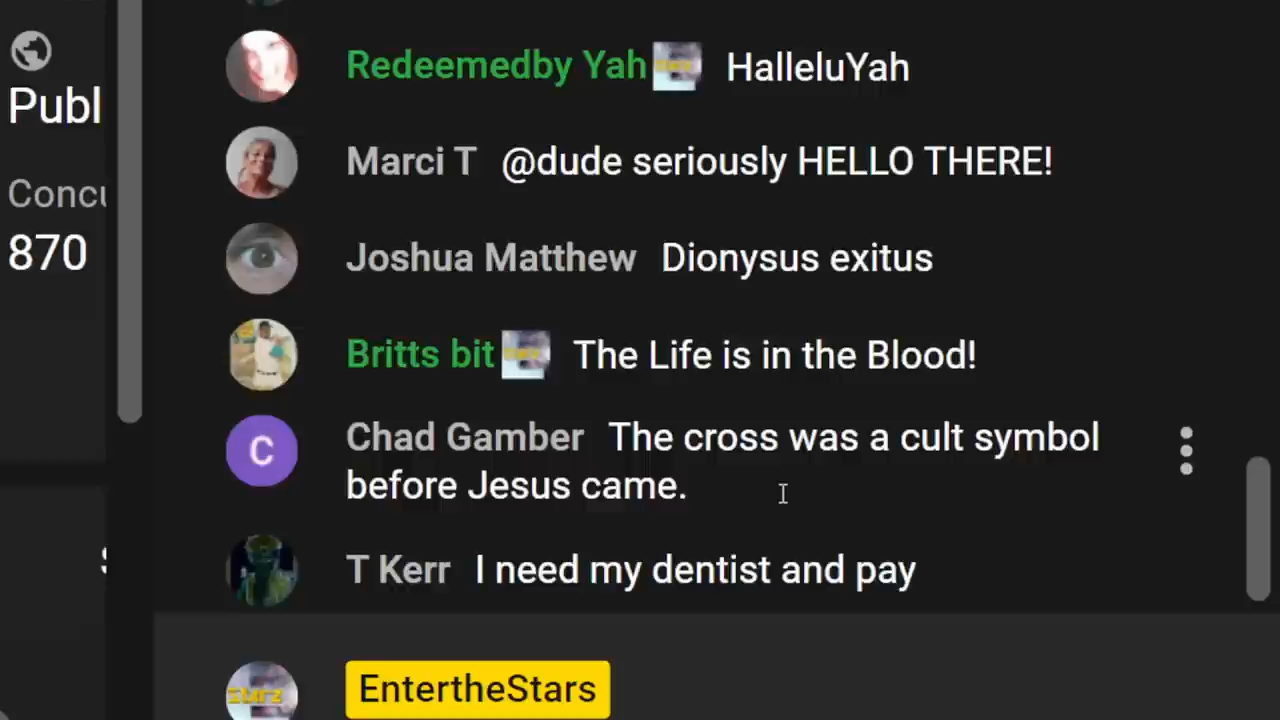 Publ
Concu
870
Redeemedby Yah HalleluYah
Marci T @dude seriously HELLO THERE!
Joshua Matthew Dionysus exitus
Britts bit The Life is in the Blood!
C Chad Gamber The cross was a cult symbol
before Jesus came.
T Kerr I need my dentist and pay
EntertheStars